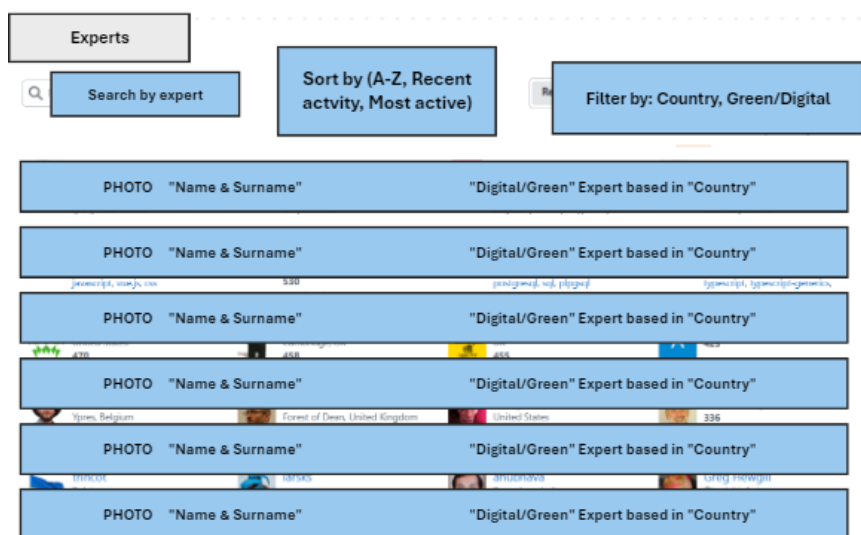 Experts
Search by expert
Sort by (A-Z, Recent
actvity, Most active)
Re
Filter by: Country, Green/Digital
PHOTO "Name & Surname" "Digital/Green" Expert based in "Country"
PHOTO "Name & Surname" "Digital/Green" Expert based in "Country"
javascript, vue.js, css 530 postgresql, sql, plpgsql typescript, typescript-generics,
PHOTO "Name & Surname" "Digital/Green" Expert based in "Country"
470 458 455 423
PHOTO "Name & Surname" "Digital/Green" Expert based in "Country"
Ypres, Belgium Forest of Dean, United Kingdom United States 336
PHOTO "Name & Surname" "Digital/Green" Expert based in "Country"
trincot larsks anubhava Greg Hewgill
PHOTO "Name & Surname" "Digital/Green" Expert based in "Country"